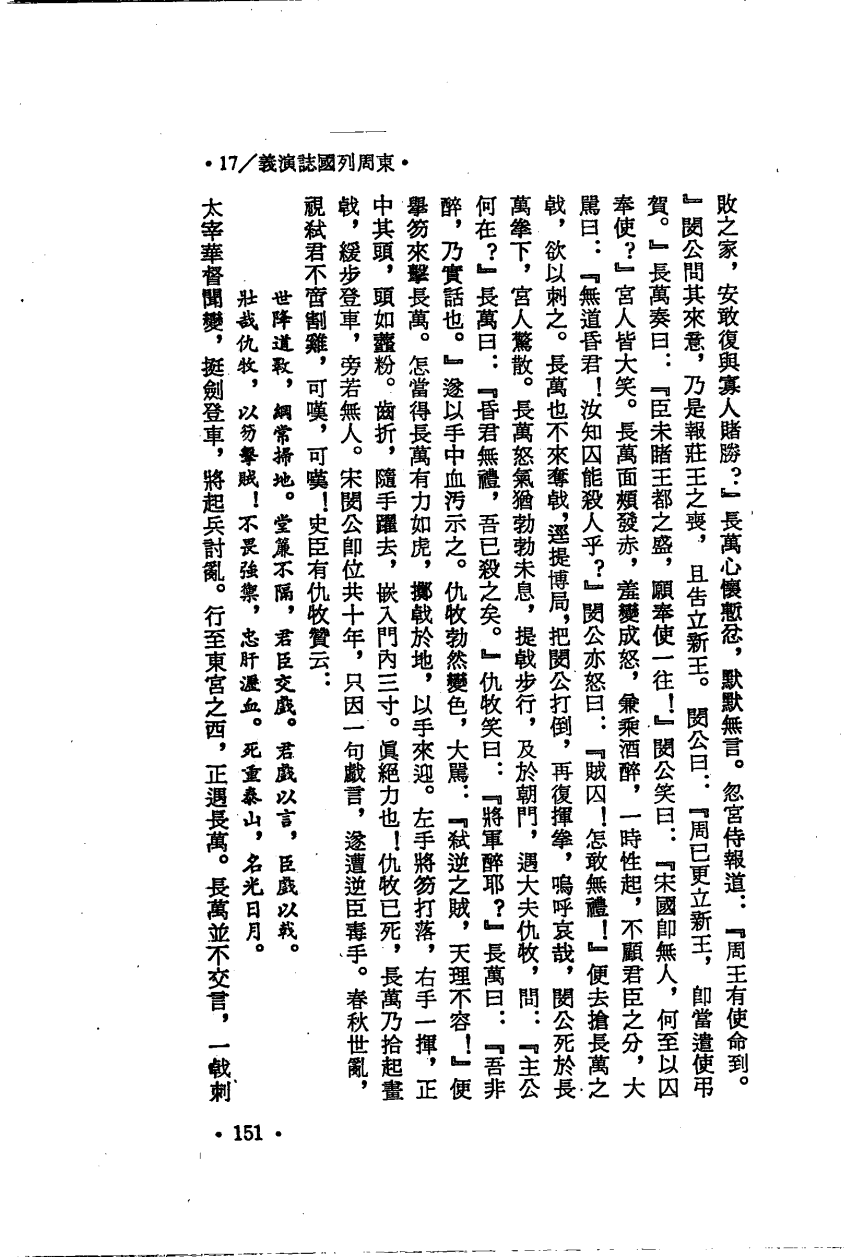 •東周列國誌演義/17•
敗之家，安敢復與寡人賭勝？』長萬心懷慙忿，默默無言。忽宮侍報道：『周王有使命到。
』閔公問其來意，乃是報莊王之喪，且告立新王。閔公曰：『周已更立新王，卽當遣使弔
賀。』長萬奏曰：『臣未睹王都之盛，願奉使一往！』閔公笑曰：『宋國卽無人，何至以囚
奉使？』宮人皆大笑。長萬面頰發赤，羞變成怒，兼乘酒醉，一時性起，不顧君臣之分，大
罵曰：『無道昏君！汝知囚能殺人乎？』閔公亦怒曰：『賊囚！怎敢無禮！』便去搶長萬之
戟，欲以刺之。長萬也不來奪戟，逕提博局，把閔公打倒，再復揮拳，嗚呼哀哉，閔公死於長
萬拳下，宮人驚散。長萬怒氣猶勃勃未息，提戟步行，及於朝門，遇大夫仇牧，問：『主公
何在？』長萬曰：『昏君無禮，吾已殺之矣。』仇牧笑曰：『將軍醉耶？』長萬曰：『吾非
醉，乃實話也。』遂以手中血汚示之。仇牧勃然變色，大罵：『弒逆之賊，天理不容！』便
舉笏來擊長萬。怎當得長萬有力如虎，擲戟於地，以手來迎。左手將笏打落，右手一揮，正
中其頭，頭如虀粉。齒折，隨手躍去，嵌入門內三寸。眞絕力也！仇牧已死，長萬乃拾起畫
戟，緩步登車，旁若無人。宋閔公卽位共十年，只因一句戲言，遂遭逆臣毒手。春秋世亂，
視弒君不啻割雞，可嘆，可嘆！史臣有仇牧贊云：
世降道斁，綱常掃地。堂簾不隔，君臣交戲。君戲以言，臣戲以戟。
壯哉仇牧，以笏擊賊！不畏強禦，忠肝瀝血。死重泰山，名光日月。
太宰華督聞變，挺劍登車，將起兵討亂。行至東宮之西，正遇長萬。長萬並不交言，一戟刺
•151•